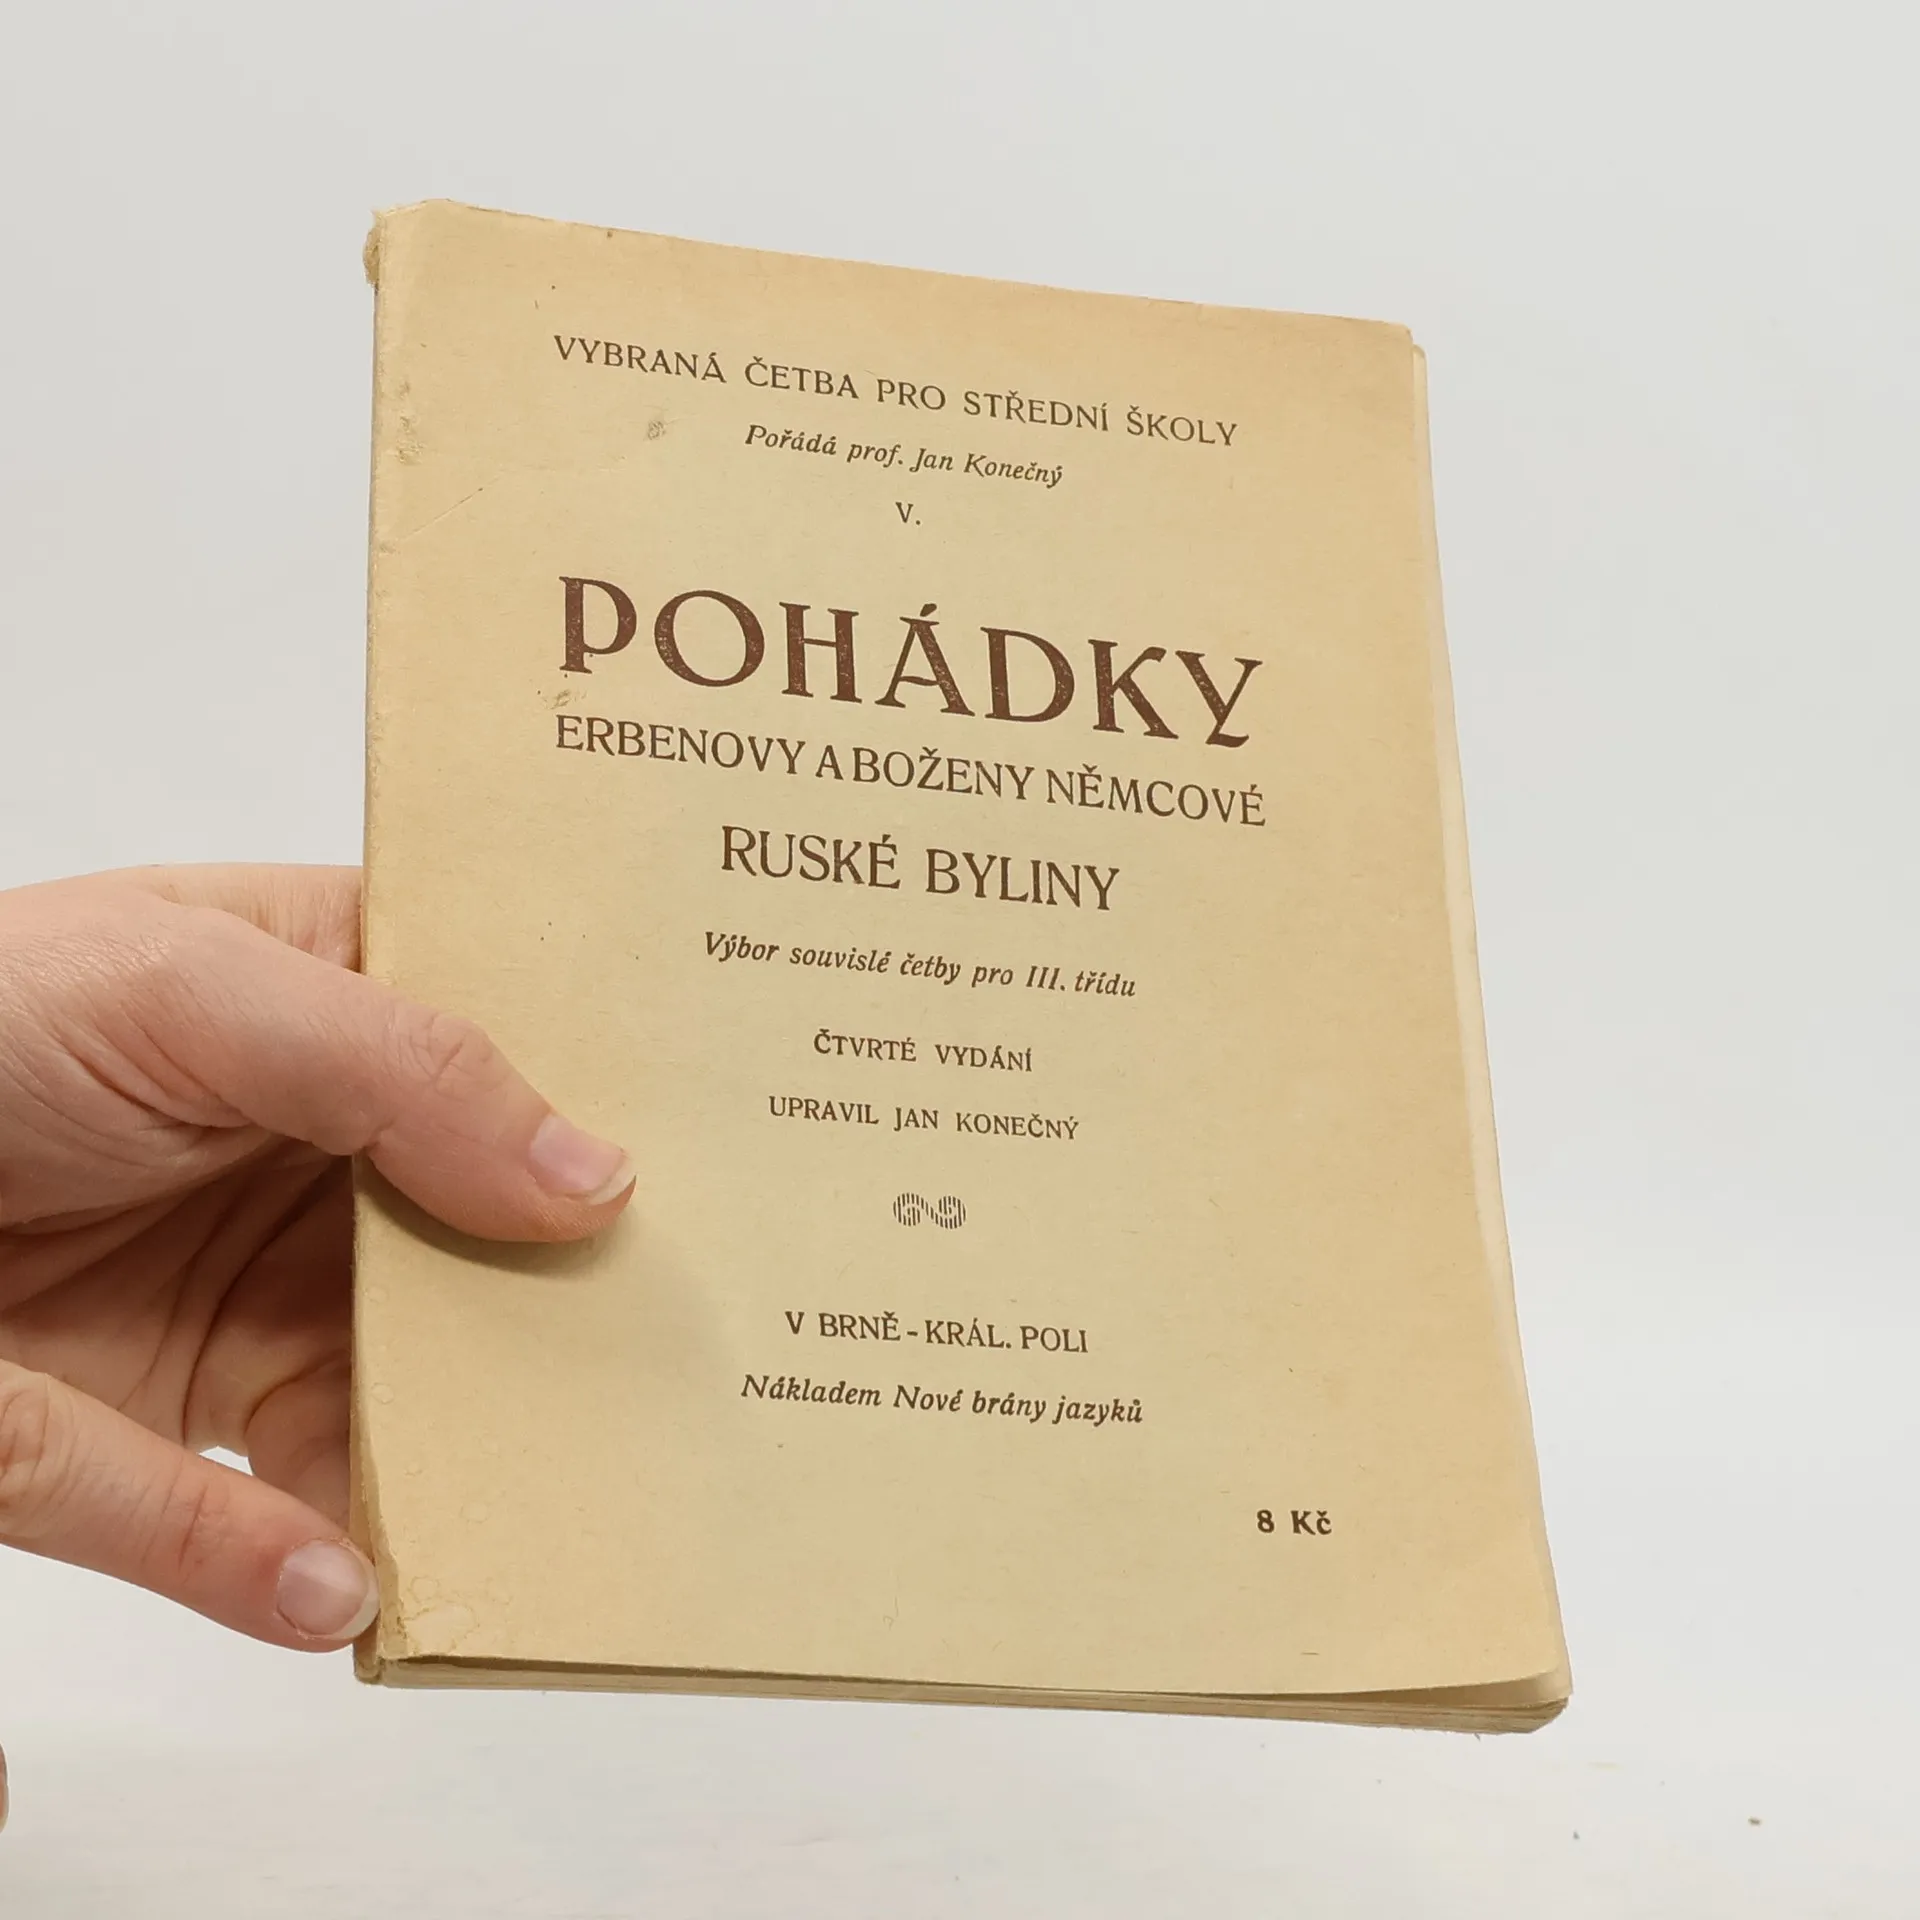 VYBRANÁ ČETBA PRO STŘEDNÍ ŠKOLY
Pořádá prof. Jan Konečný
V.
POHÁDKY
ERBENOVY A BOŽENY NĚMCOVÉ
RUSKÉ BYLINY
Výbor souvislé četby pro III. třídu
ČTVRTÉ VYDÁNÍ
UPRAVIL JAN KONEČNÝ
V BRNĚ - KRÁL. POLI
Nákladem Nové brány jazyků
8 Kč